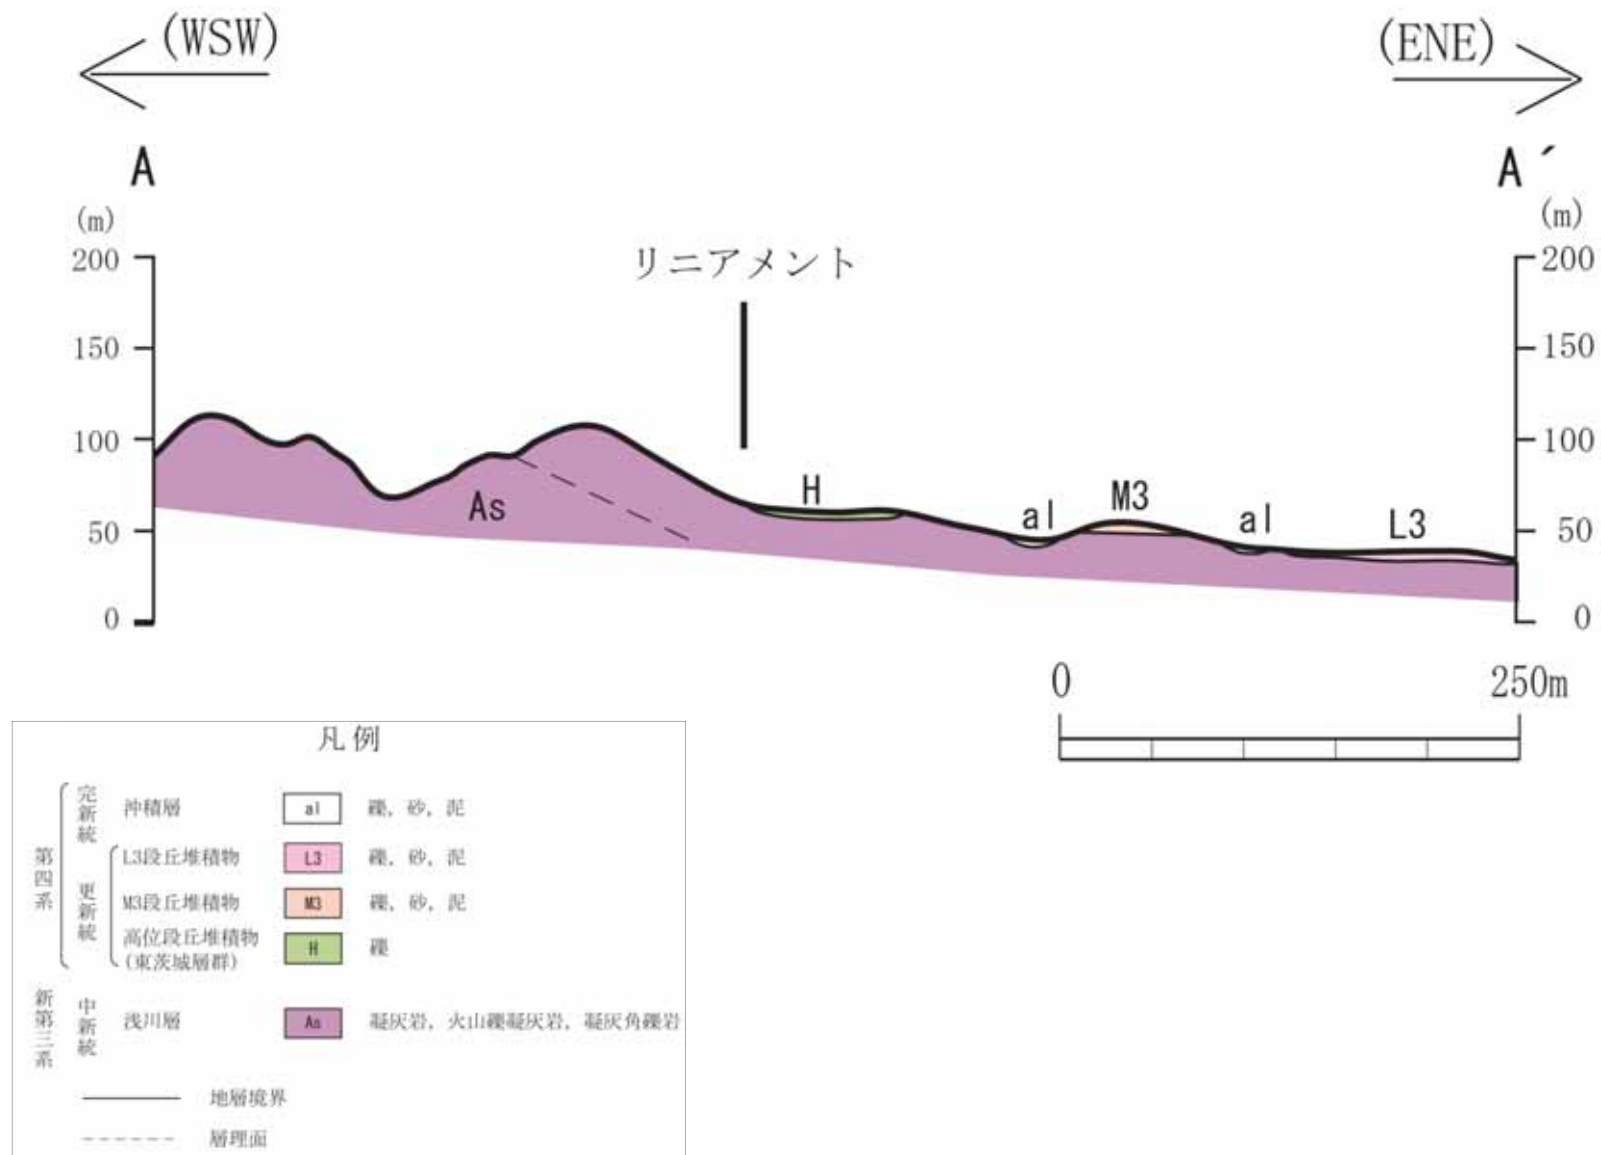 (WSW)
(ENE)
A
A´
(m)
(m)
200
150
100
50
0
リニアメント
As
H
al
M3
al
L3
200
150
100
50
0
0
250m
凡例
第四系
完新統
沖積層
al
礫, 砂, 泥
更新統
L3段丘堆積物
L3
礫, 砂, 泥
M3段丘堆積物
M3
礫, 砂, 泥
高位段丘堆積物
(東茨城層群)
H
礫
新第三系
中新統
浅川層
As
凝灰岩, 火山礫凝灰岩, 凝灰角礫岩
地層境界
層理面